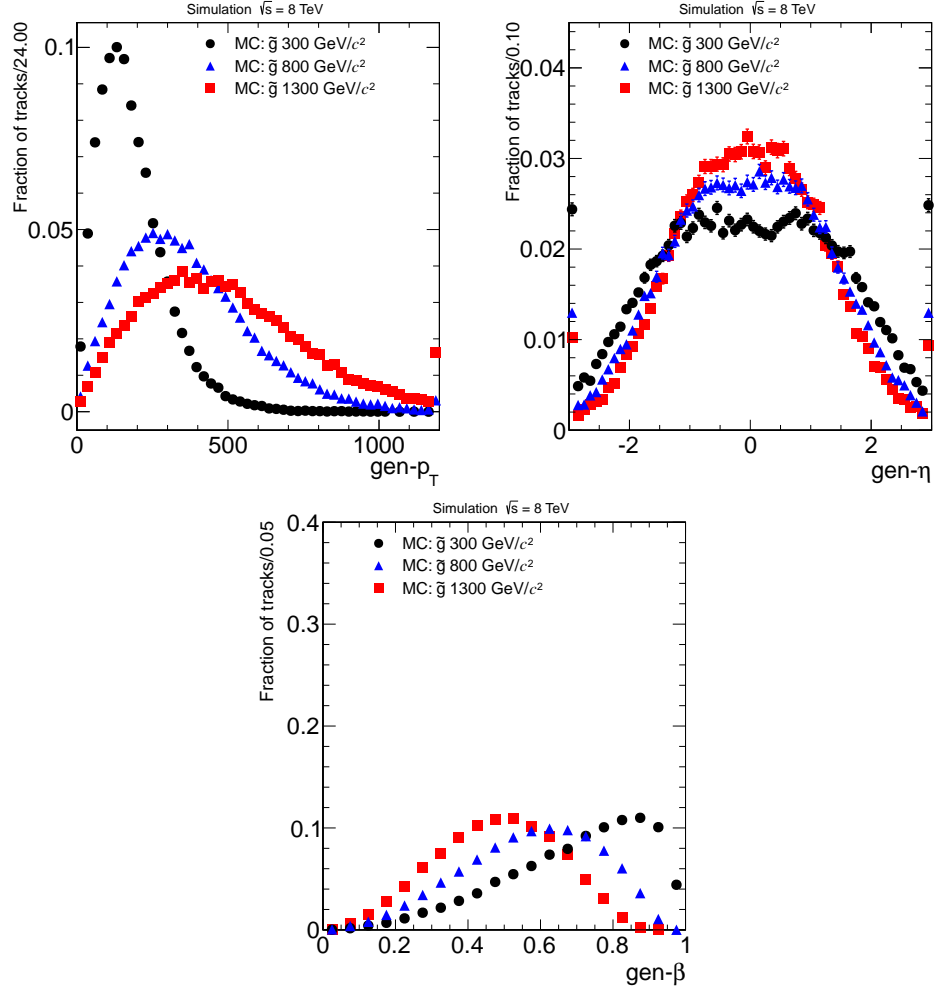 Simulation √s = 8 TeV
Fraction of tracks/24.00
MC: g̃ 300 GeV/c²
MC: g̃ 800 GeV/c²
MC: g̃ 1300 GeV/c²
0.1
0.05
0
0 500 1000
gen-p_T
Simulation √s = 8 TeV
Fraction of tracks/0.10
MC: g̃ 300 GeV/c²
MC: g̃ 800 GeV/c²
MC: g̃ 1300 GeV/c²
0.04
0.03
0.02
0.01
0
-2 0 2
gen-η
Simulation √s = 8 TeV
Fraction of tracks/0.05
MC: g̃ 300 GeV/c²
MC: g̃ 800 GeV/c²
MC: g̃ 1300 GeV/c²
0.4
0.3
0.2
0.1
0
0 0.2 0.4 0.6 0.8 1
gen-β